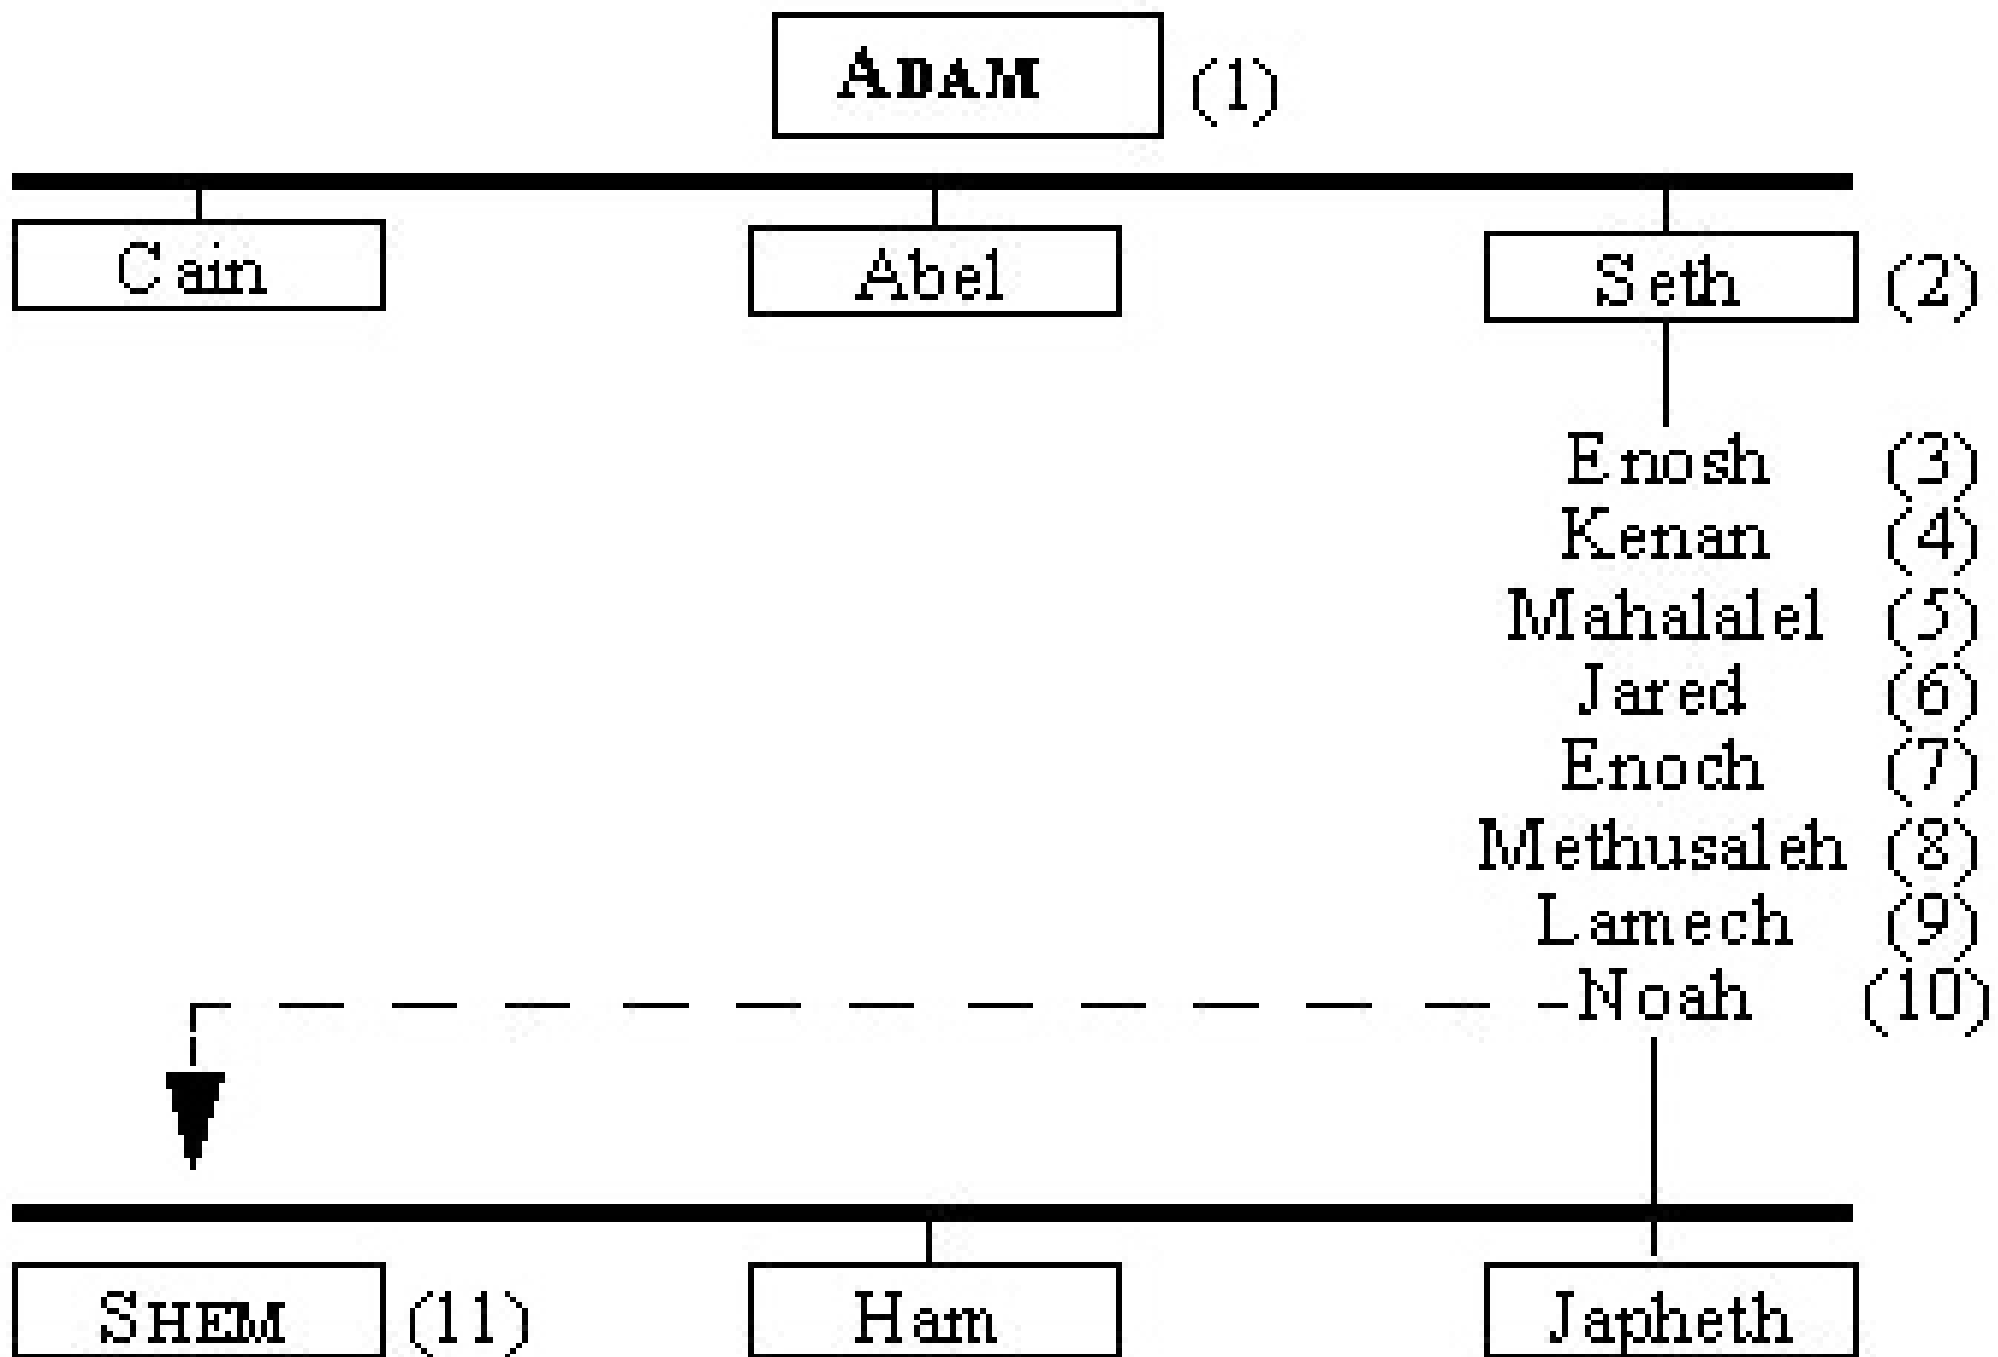 ADAM (1)
Cain Abel Seth (2)
Enosh (3)
Kenan (4)
Mahalalel (5)
Jared (6)
Enoch (7)
Methusaleh (8)
Lamech (9)
Noah (10)
SHEM (11) Ham Japheth